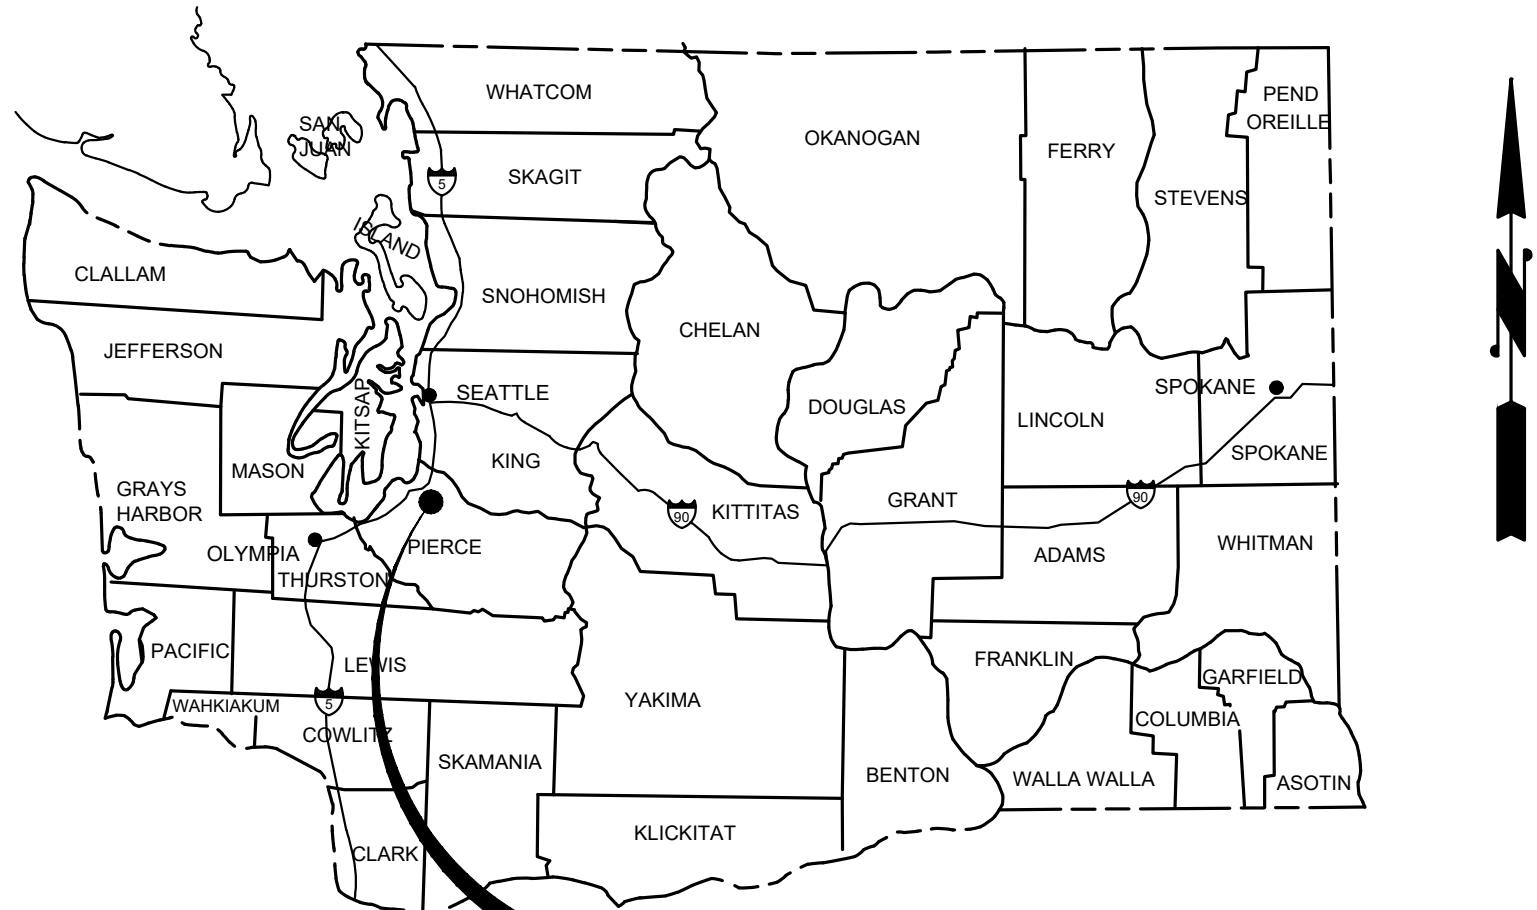 WHATCOM
PEND
OREILLE
SAN
JUAN
OKANOGAN
FERRY
SKAGIT
5
STEVENS
ISLAND
CLALLAM
SNOHOMISH
CHELAN
JEFFERSON
SEATTLE
SPOKANE
KITSAP
DOUGLAS
LINCOLN
KING
SPOKANE
MASON
GRAYS
HARBOR
90
KITTITAS
GRANT
90
OLYMPIA
PIERCE
ADAMS
WHITMAN
THURSTON
PACIFIC
LEWIS
FRANKLIN
GARFIELD
WAHKIAKUM
5
YAKIMA
COLUMBIA
COWLITZ
SKAMANIA
BENTON
WALLA WALLA
ASOTIN
KLICKITAT
CLARK
N